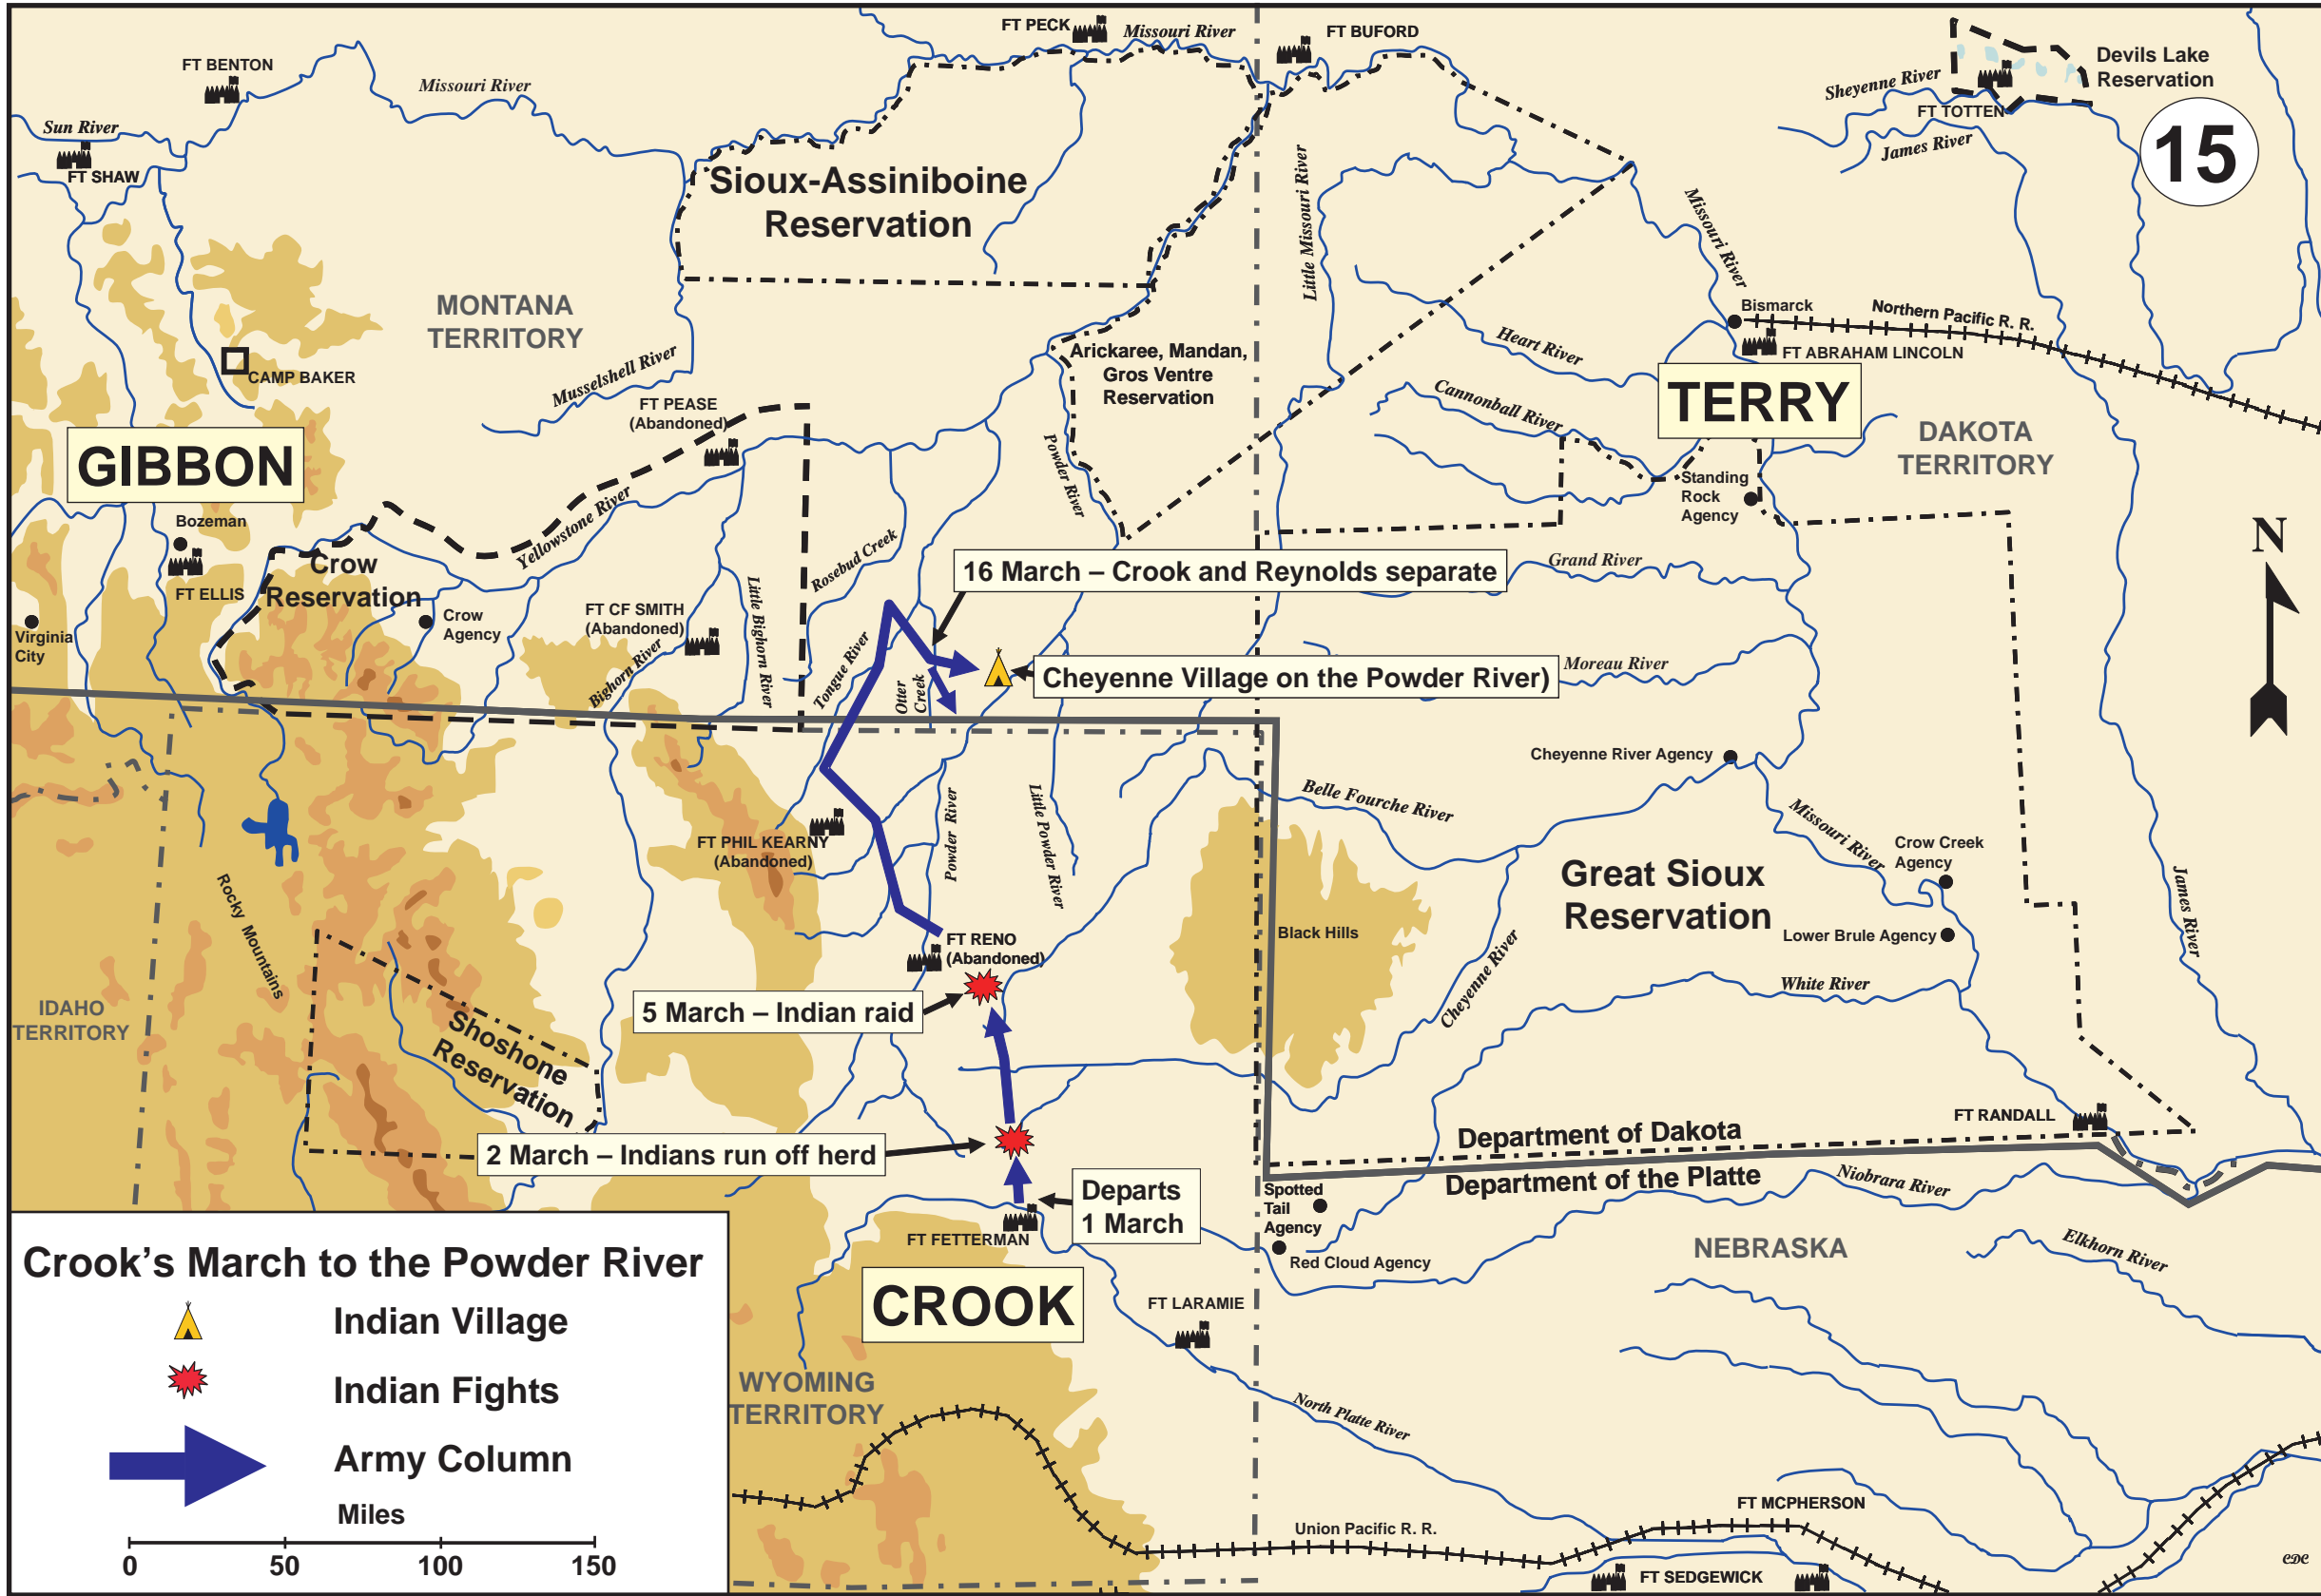 FT PECK
Missouri River
FT BUFORD
FT BENTON
Missouri River
Devils Lake
Reservation
Sheyenne River
FT TOTTEN
James River
15
Sun River
FT SHAW
Sioux-Assiniboine
Reservation
Little Missouri River
Missouri River
MONTANA
TERRITORY
Bismarck
Northern Pacific R. R.
FT ABRAHAM LINCOLN
CAMP BAKER
Musselshell River
Arickaree, Mandan,
Gros Ventre
Reservation
Heart River
TERRY
Cannonball River
FT PEASE
(Abandoned)
GIBBON
DAKOTA
TERRITORY
Powder River
Standing
Rock
Agency
Bozeman
Yellowstone River
N
Crow
Reservation
Rosebud Creek
16 March – Crook and Reynolds separate
Grand River
FT ELLIS
FT CF SMITH
(Abandoned)
Little Bighorn River
Crow
Agency
Virginia
City
Bighorn River
Tongue River
Otter
Creek
Cheyenne Village on the Powder River)
Moreau River
Cheyenne River Agency
Belle Fourche River
Powder River
Little Powder River
Missouri River
FT PHIL KEARNY
(Abandoned)
Crow Creek
Agency
Great Sioux
Reservation
Rocky Mountains
James River
FT RENO
(Abandoned)
Black Hills
Lower Brule Agency
Cheyenne River
White River
5 March – Indian raid
IDAHO
TERRITORY
Shoshone
Reservation
FT RANDALL
2 March – Indians run off herd
Department of Dakota
Department of the Platte
Niobrara River
Departs
1 March
Spotted
Tail
Agency
FT FETTERMAN
Red Cloud Agency
NEBRASKA
Elkhorn River
CROOK
FT LARAMIE
WYOMING
TERRITORY
North Platte River
Union Pacific R. R.
FT MCPHERSON
FT SEDGEWICK
CDC
Crook's March to the Powder River
Indian Village
Indian Fights
Army Column
Miles
0 50 100 150